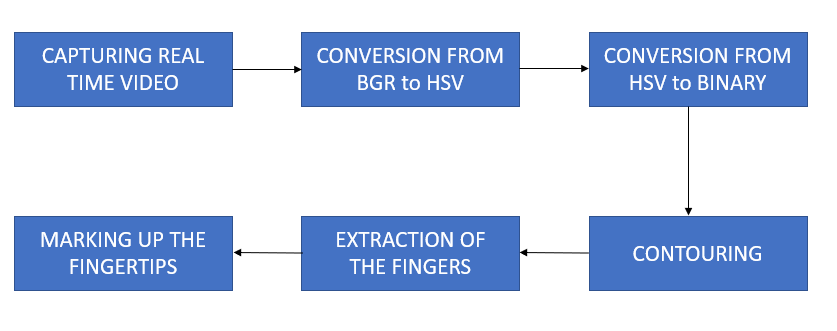 CAPTURING REAL
TIME VIDEO
CONVERSION FROM
BGR to HSV
CONVERSION FROM
HSV to BINARY
CONTOURING
EXTRACTION OF
THE FINGERS
MARKING UP THE
FINGERTIPS